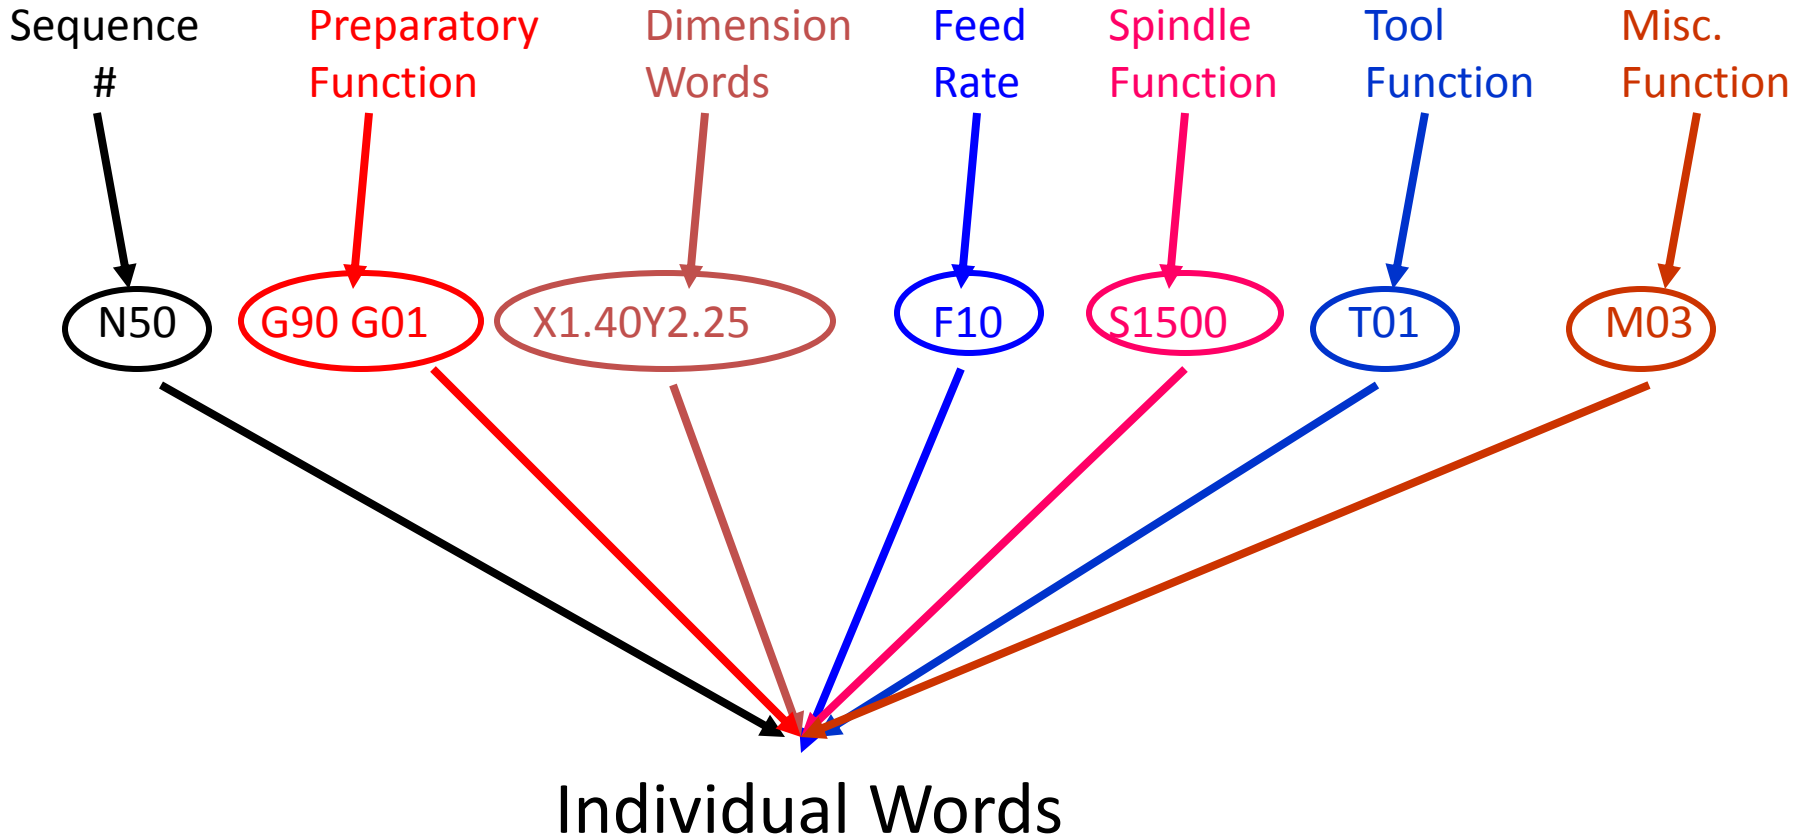 Sequence
#
Preparatory
Function
Dimension
Words
Feed
Rate
Spindle
Function
Tool
Function
Misc.
Function
N50
G90 G01
X1.40Y2.25
F10
S1500
T01
M03
Individual Words